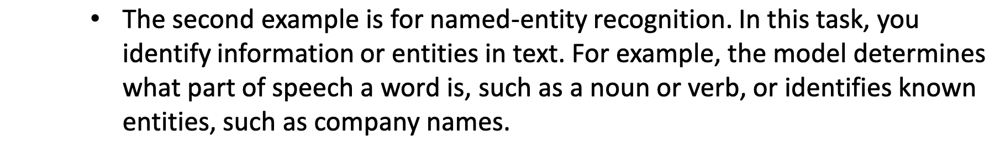 • The second example is for named-entity recognition. In this task, you
identify information or entities in text. For example, the model determines
what part of speech a word is, such as a noun or verb, or identifies known
entities, such as company names.